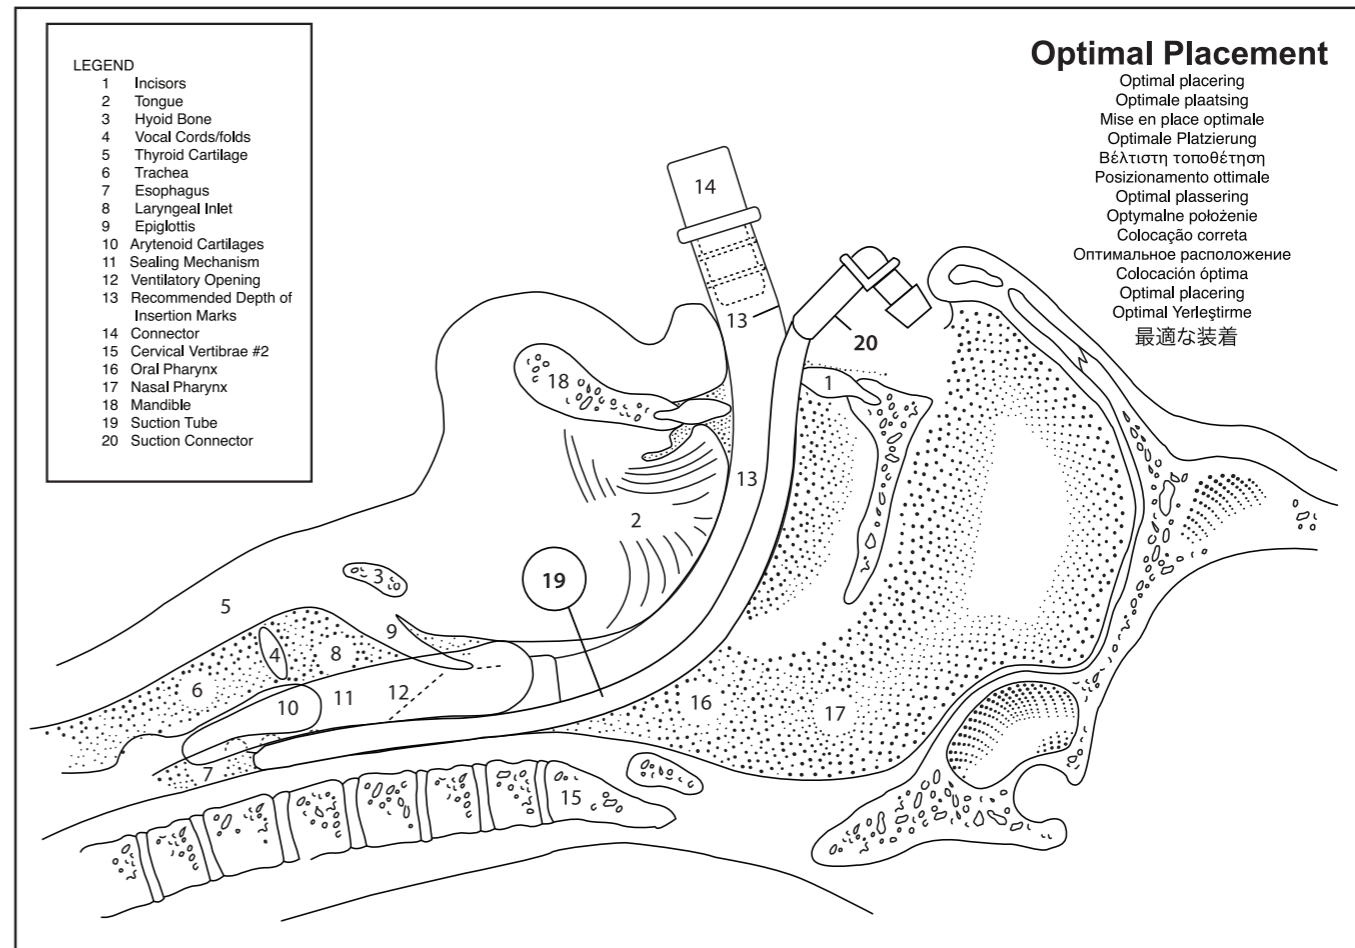 LEGEND
1 Incisors
2 Tongue
3 Hyoid Bone
4 Vocal Cords/folds
5 Thyroid Cartilage
6 Trachea
7 Esophagus
8 Laryngeal Inlet
9 Epiglottis
10 Arytenoid Cartilages
11 Sealing Mechanism
12 Ventilatory Opening
13 Recommended Depth of
Insertion Marks
14 Connector
15 Cervical Vertibrae #2
16 Oral Pharynx
17 Nasal Pharynx
18 Mandible
19 Suction Tube
20 Suction Connector
Optimal Placement
Optimal placering
Optimale plaatsing
Mise en place optimale
Optimale Platzierung
Βέλτιστη τοποθέτηση
Posizionamento ottimale
Optimal plassering
Optymalne położenie
Colocação correta
Оптимальное расположение
Colocación óptima
Optimal placering
Optimal Yerleştirme
最適な装着
14
13
20
18
1
13
2
19
3
5
9
4
8
6
12
11
10
16
17
7
15